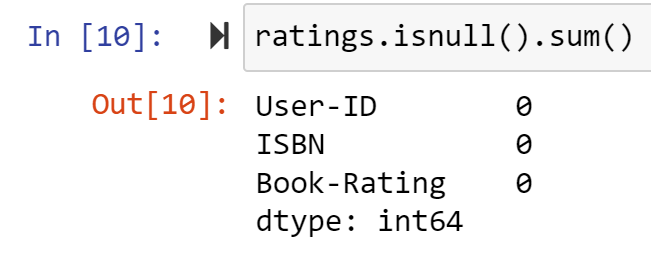 In [10]: ratings.isnull().sum()
Out[10]: User-ID 0
ISBN 0
Book-Rating 0
dtype: int64